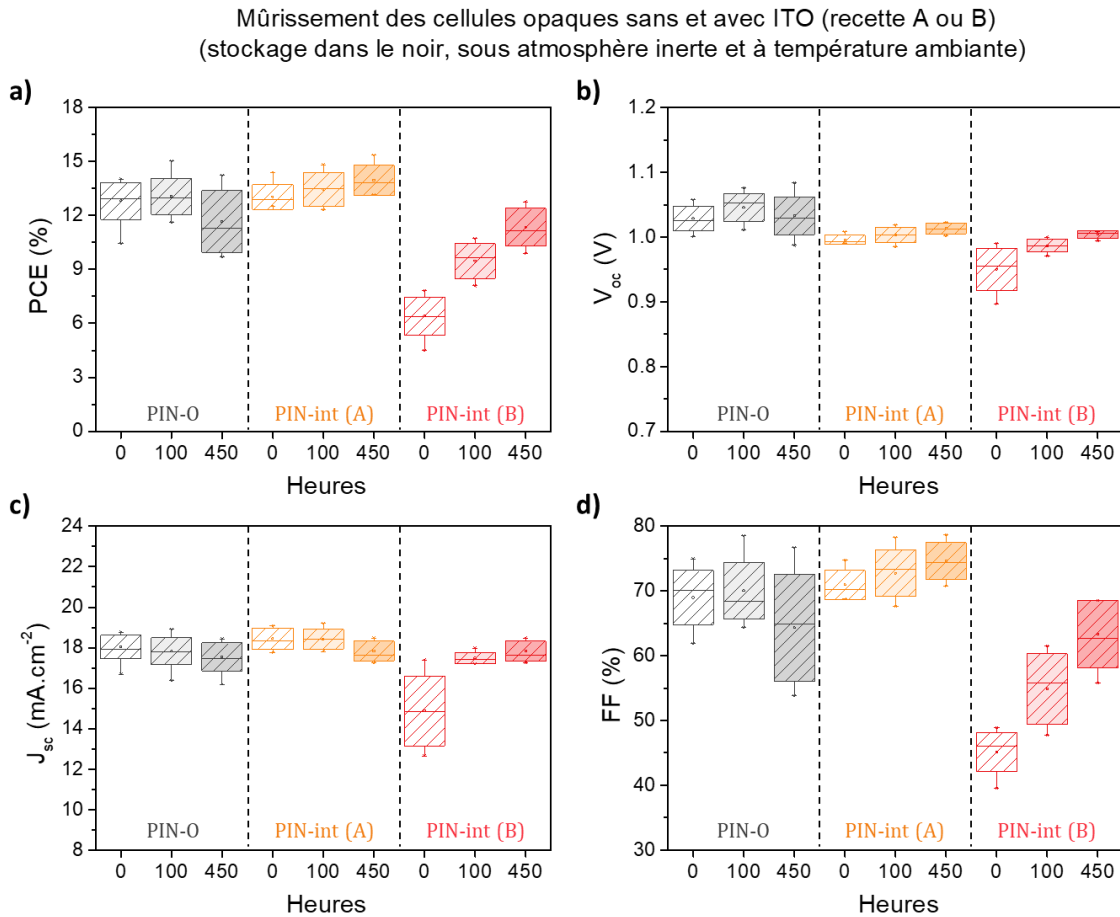 Mûrissement des cellules opaques sans et avec ITO (recette A ou B)
(stockage dans le noir, sous atmosphère inerte et à température ambiante)
a)
18
15
12
9
6
3
0
PCE (%)
PIN-O
PIN-int (A)
PIN-int (B)
0 100 450 0 100 450 0 100 450
Heures
b)
1.2
1.1
1.0
0.9
0.8
0.7
Voc (V)
PIN-O
PIN-int (A)
PIN-int (B)
0 100 450 0 100 450 0 100 450
Heures
c)
24
22
20
18
16
14
12
10
8
Jsc (mA.cm-2)
PIN-O
PIN-int (A)
PIN-int (B)
0 100 450 0 100 450 0 100 450
Heures
d)
80
70
60
50
40
30
FF (%)
PIN-O
PIN-int (A)
PIN-int (B)
0 100 450 0 100 450 0 100 450
Heures